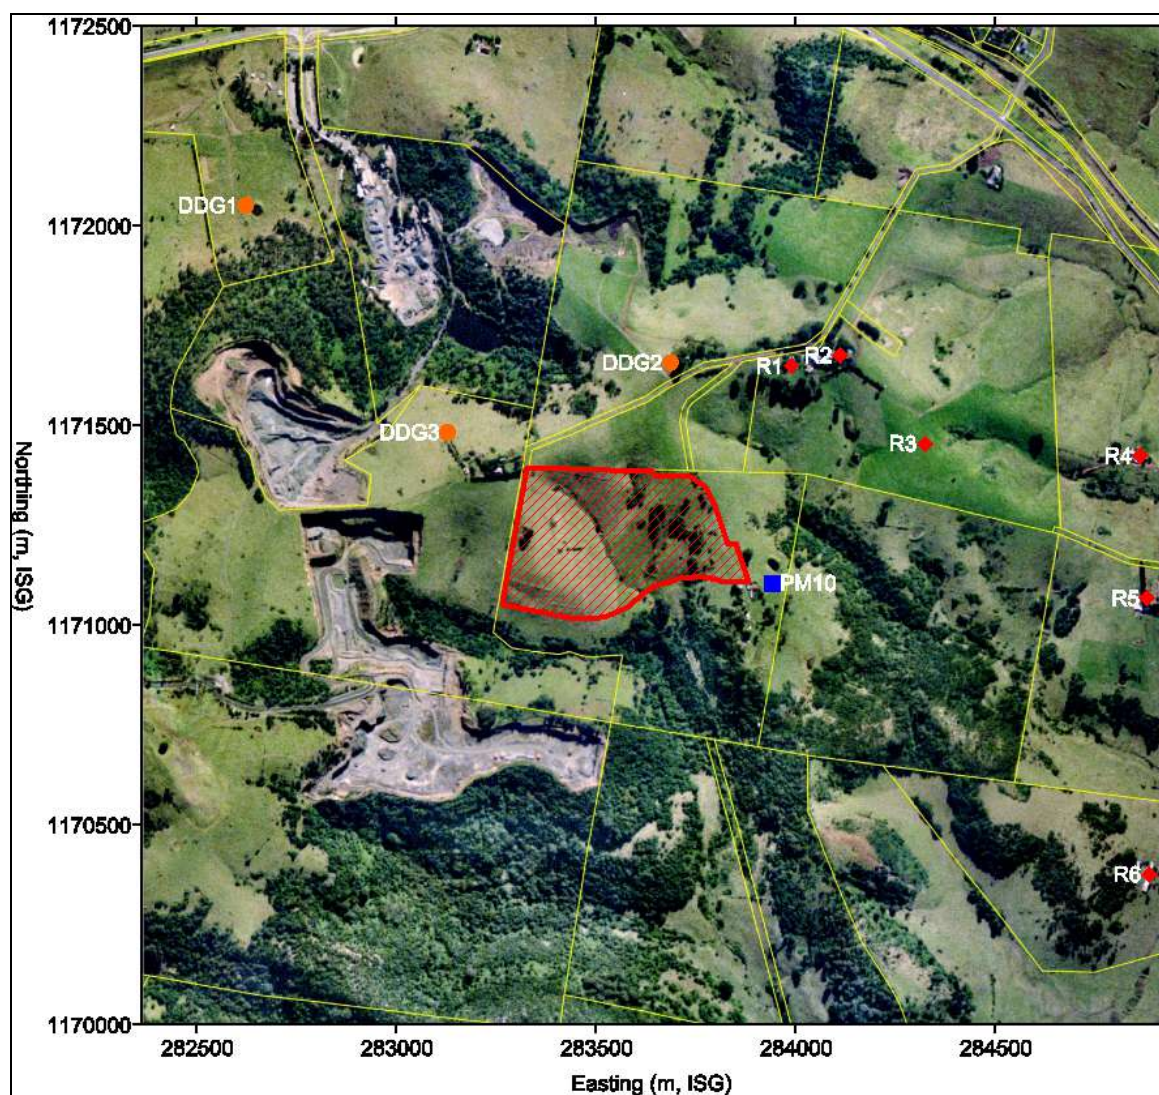 1172500
1172000
1171500
1171000
1170500
1170000
Northing (m, ISG)
DDG1
DDG2
R1
R2
DDG3
R3
R4
PM10
R5
R6
282500
283000
283500
284000
284500
Easting (m, ISG)